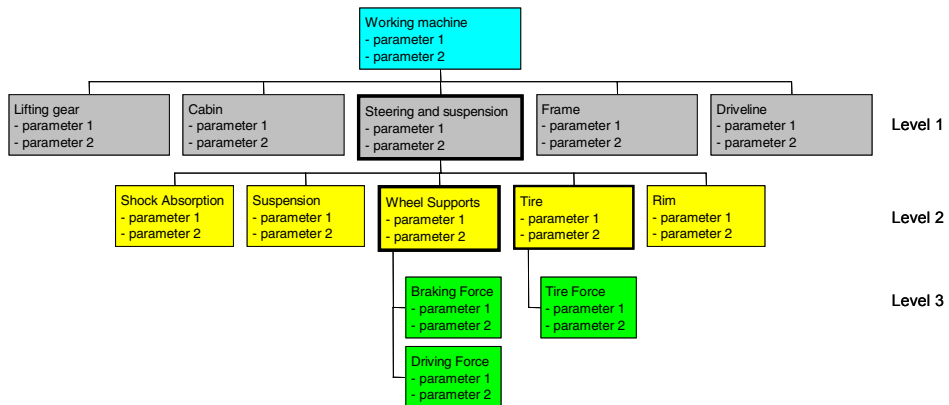 Working machine
- parameter 1
- parameter 2
Lifting gear
- parameter 1
- parameter 2
Cabin
- parameter 1
- parameter 2
Steering and suspension
- parameter 1
- parameter 2
Frame
- parameter 1
- parameter 2
Driveline
- parameter 1
- parameter 2
Level 1
Shock Absorption
- parameter 1
- parameter 2
Suspension
- parameter 1
- parameter 2
Wheel Supports
- parameter 1
- parameter 2
Tire
- parameter 1
- parameter 2
Rim
- parameter 1
- parameter 2
Level 2
Braking Force
- parameter 1
- parameter 2
Tire Force
- parameter 1
- parameter 2
Level 3
Driving Force
- parameter 1
- parameter 2